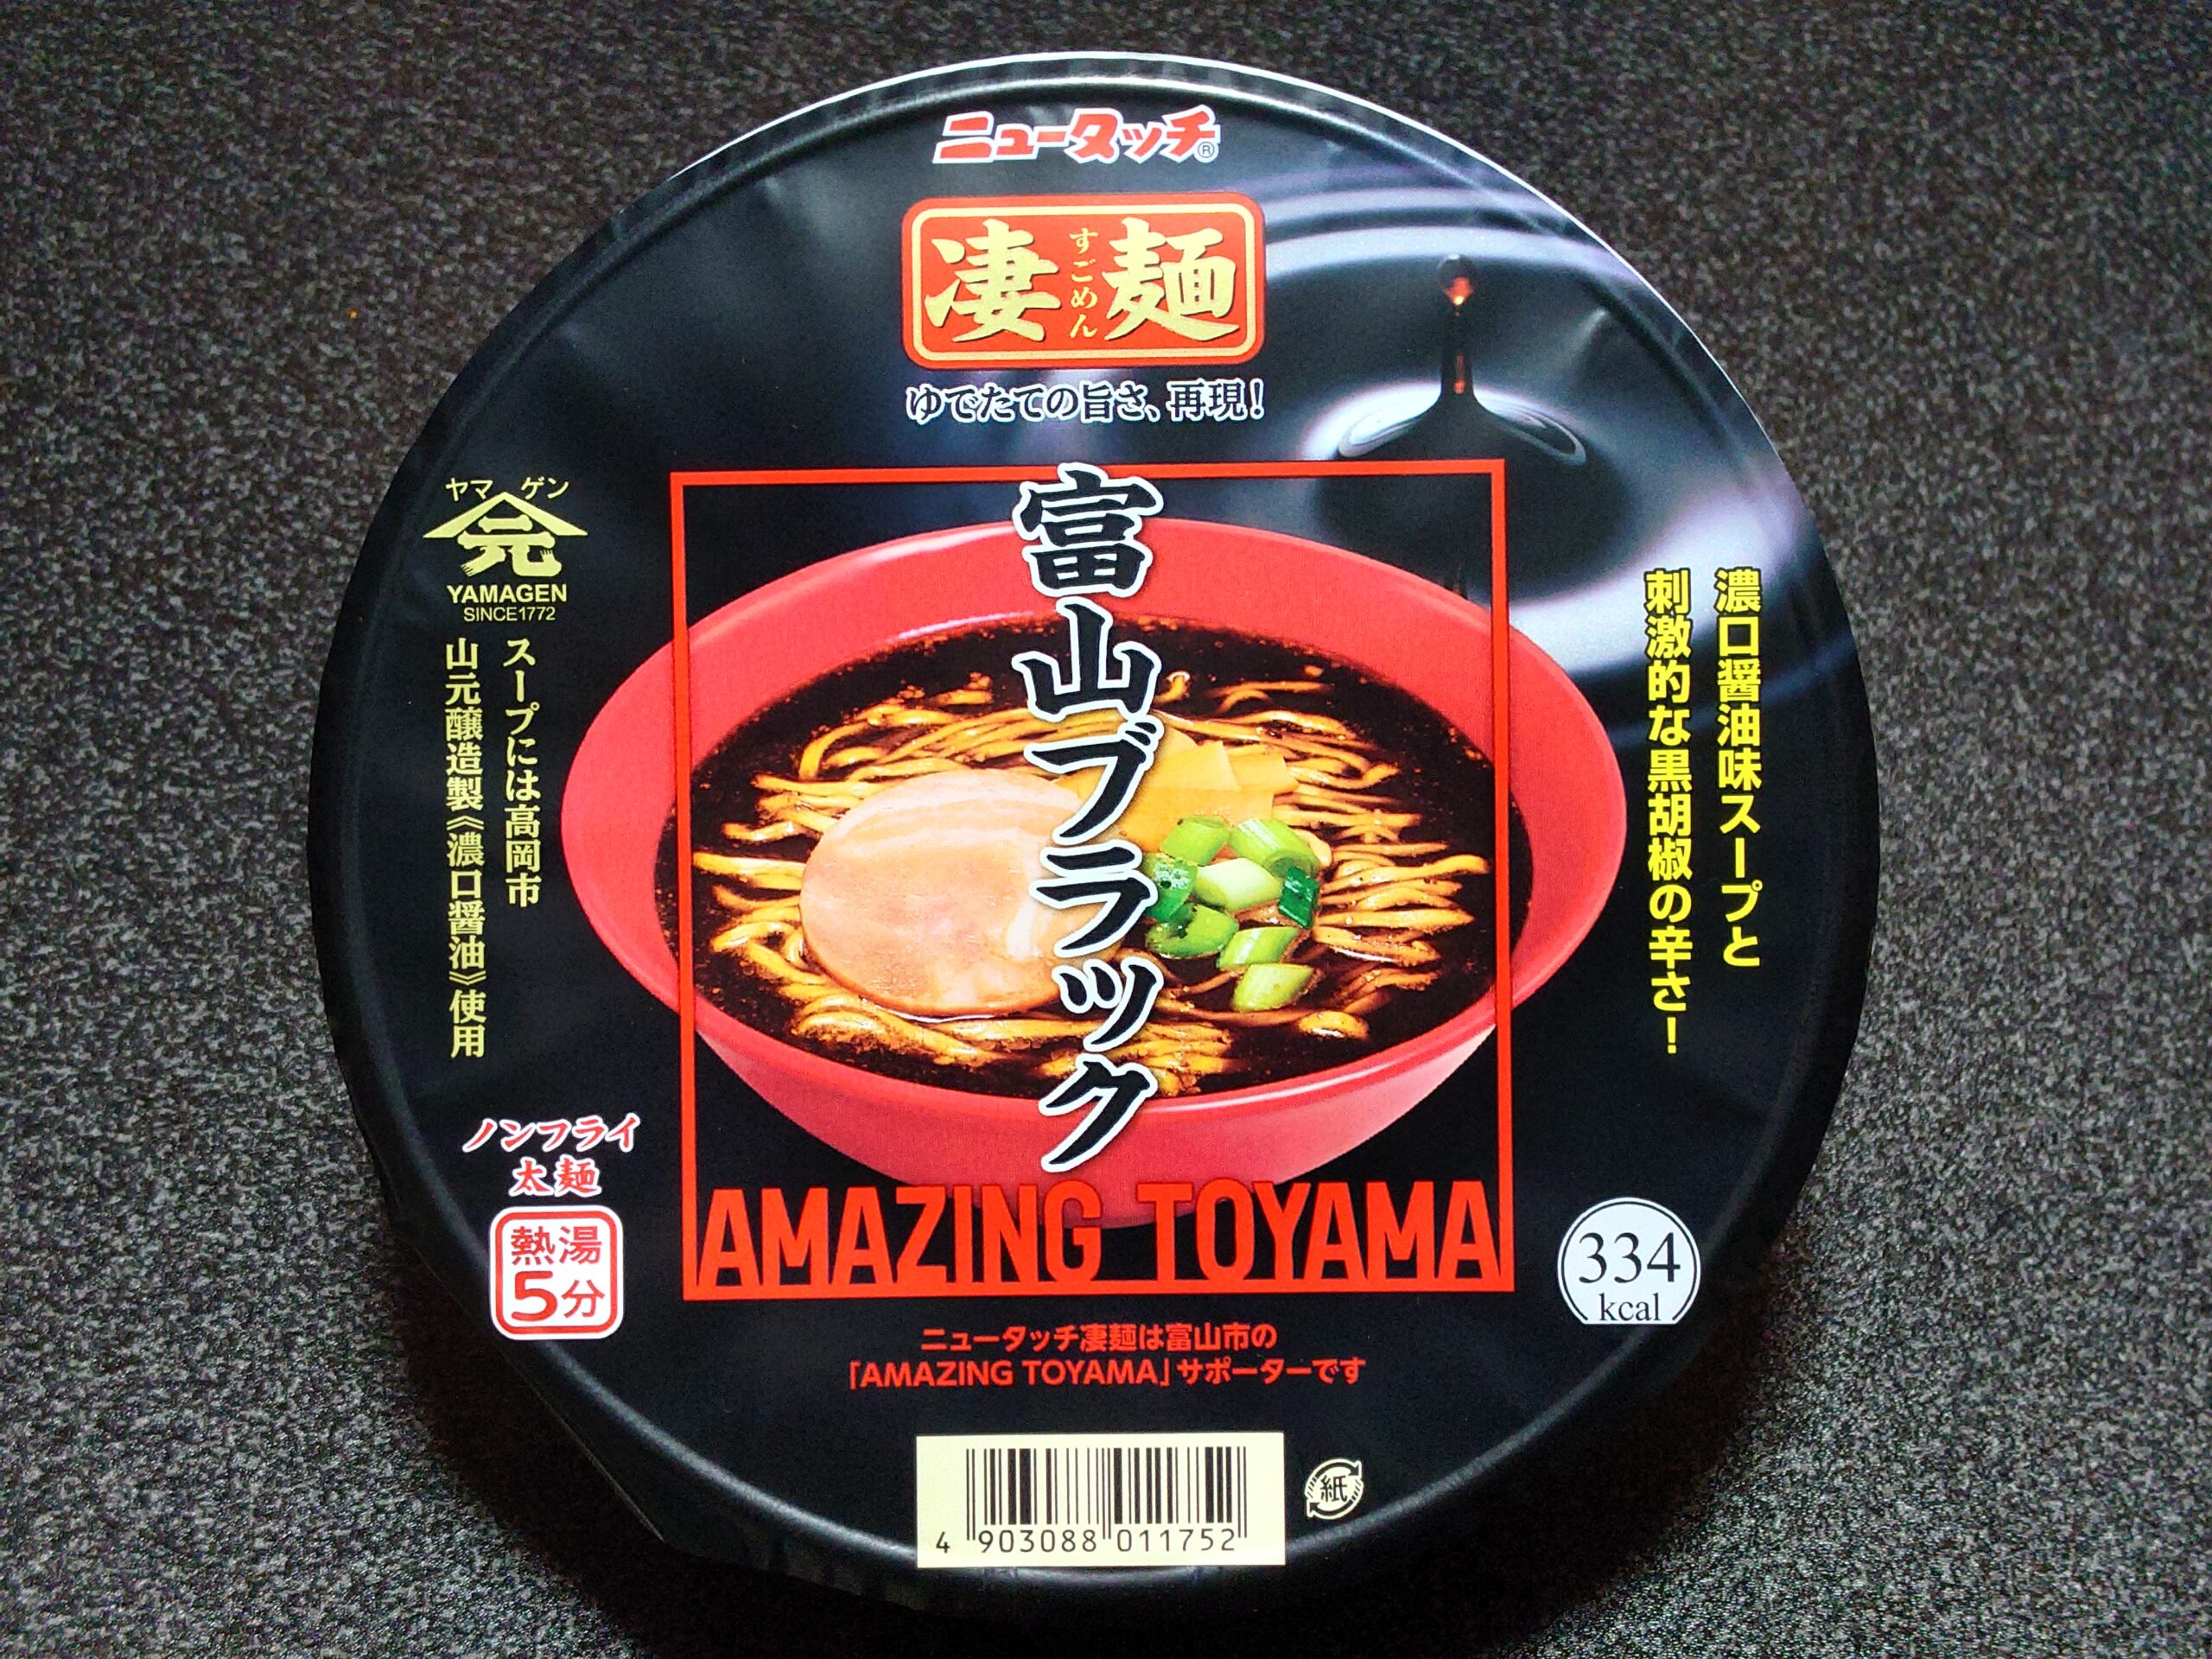 ニュータッチ®
凄麺
すごめん
ゆでたての旨さ、再現!
富山ブラック
濃口醤油味スープと
刺激的な黒胡椒の辛さ!
ヤマゲン
元
YAMAGEN
SINCE1772
スープには高岡市
山元醸造製《濃口醤油》使用
ノンフライ
太麺
熱湯
5分
AMAZING TOYAMA
334
kcal
ニュータッチ凄麺は富山市の
「AMAZING TOYAMA」サポーターです
4 903088 011752
紙